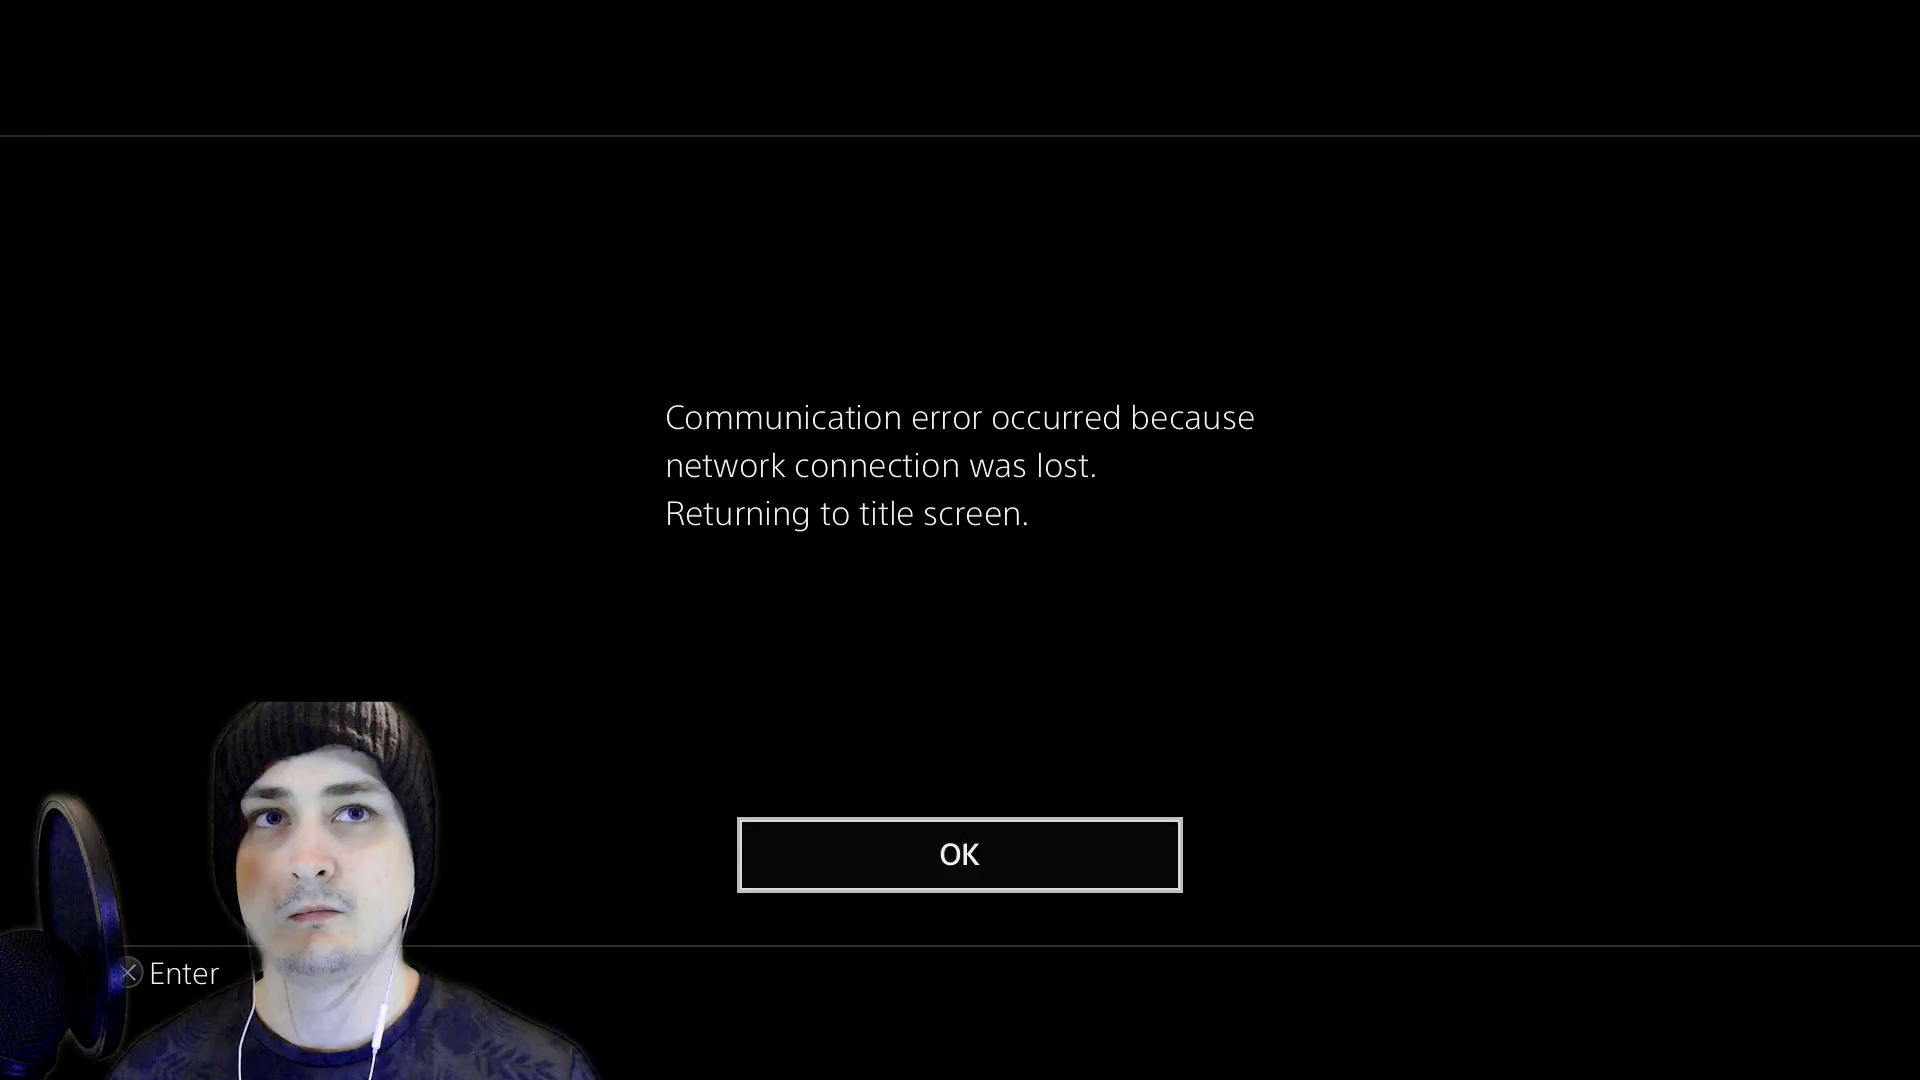 Communication error occurred because
network connection was lost.
Returning to title screen.
OK
Enter